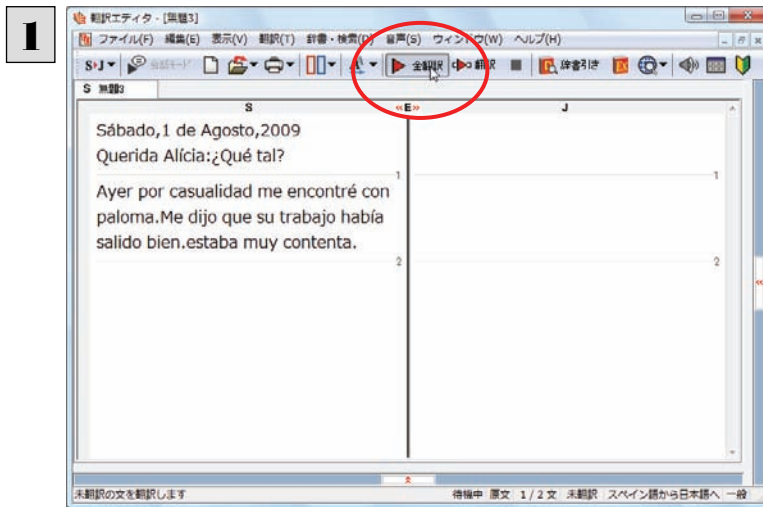 1
翻訳エディタ - [無題3]
ファイル(F) 編集(E) 表示(V) 翻訳(T) 辞書・検索(D) 音声(S) ウィンドウ(W) ヘルプ(H)
S›J 会話モード 全翻訳 翻訳 辞書引き
S 無題3
S «E» J
Sábado,1 de Agosto,2009
Querida Alícia:¿Qué tal?
1 1
Ayer por casualidad me encontré con
paloma.Me dijo que su trabajo había
salido bien.estaba muy contenta.
2 2
未翻訳の文を翻訳します 待機中 原文 1 / 2 文 未翻訳 スペイン語から日本語へ 一般